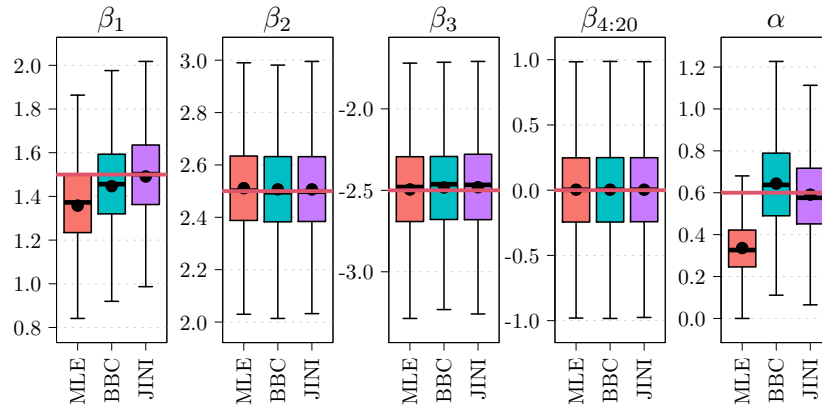 β1
β2
β3
β4:20
α
2.0
1.8
1.6
1.4
1.2
1.0
0.8
MLE
BBC
JINI
3.0
2.8
2.6
2.4
2.2
2.0
MLE
BBC
JINI
-2.0
-2.5
-3.0
MLE
BBC
JINI
1.0
0.5
0.0
-0.5
-1.0
MLE
BBC
JINI
1.2
1.0
0.8
0.6
0.4
0.2
0.0
MLE
BBC
JINI